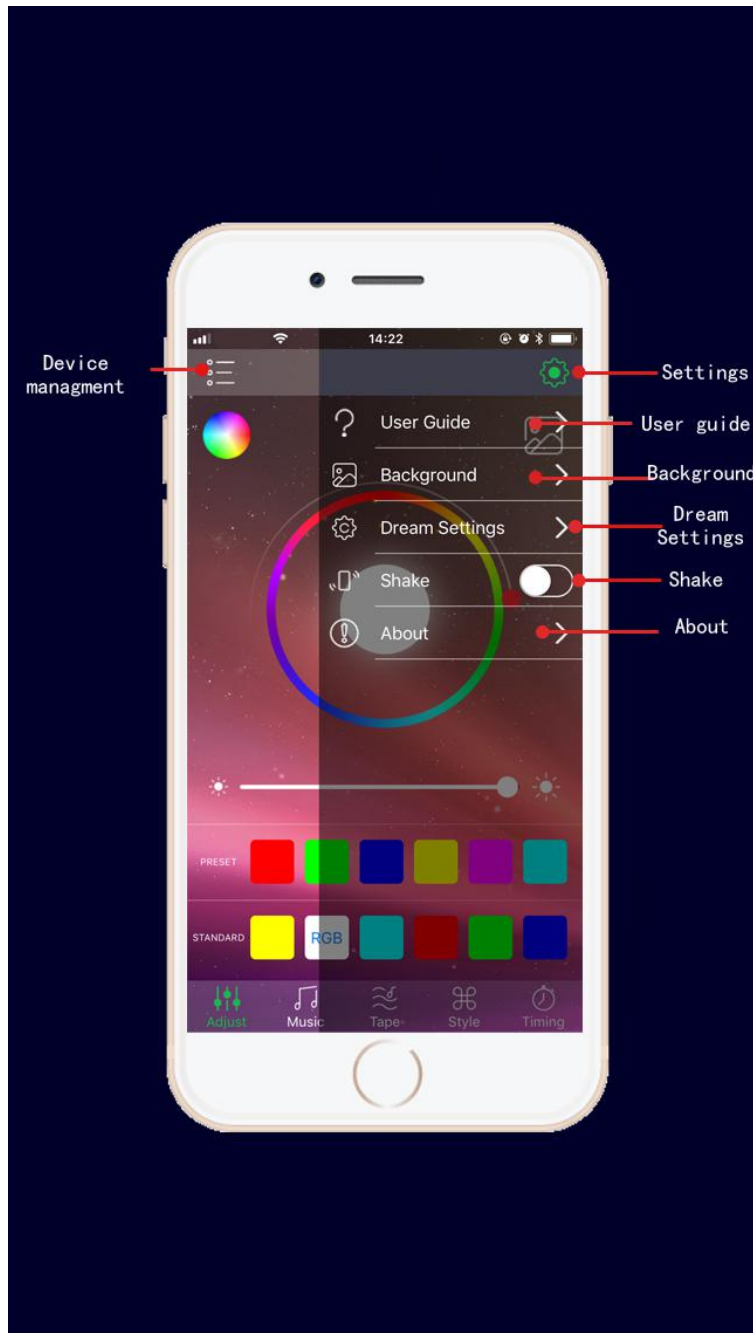 14:22
Device
managment
Settings
User Guide
User guide
Background
Background
Dream Settings
Dream
Settings
Shake
Shake
About
About
PRESET
STANDARD
RGB
Adjust
Music
Tape
Style
Timing